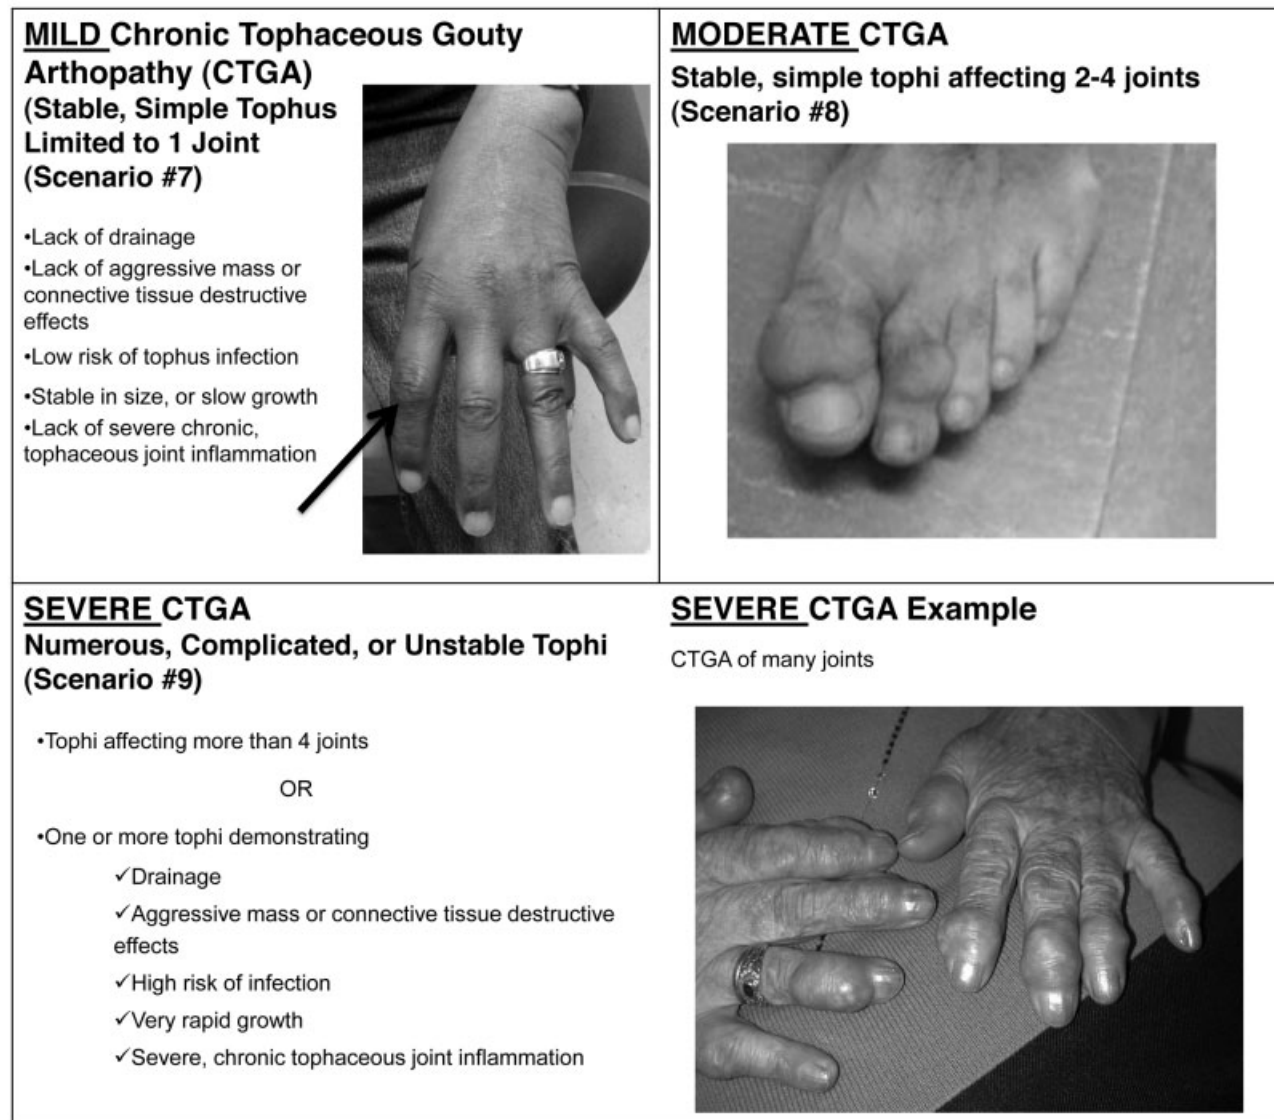 MILD Chronic Tophaceous Gouty
Arthopathy (CTGA)
(Stable, Simple Tophus
Limited to 1 Joint
(Scenario #7)
•Lack of drainage
•Lack of aggressive mass or
connective tissue destructive
effects
•Low risk of tophus infection
•Stable in size, or slow growth
•Lack of severe chronic,
tophaceous joint inflammation
MODERATE CTGA
Stable, simple tophi affecting 2-4 joints
(Scenario #8)
SEVERE CTGA
Numerous, Complicated, or Unstable Tophi
(Scenario #9)
•Tophi affecting more than 4 joints
OR
•One or more tophi demonstrating
✓Drainage
✓Aggressive mass or connective tissue destructive
effects
✓High risk of infection
✓Very rapid growth
✓Severe, chronic tophaceous joint inflammation
SEVERE CTGA Example
CTGA of many joints